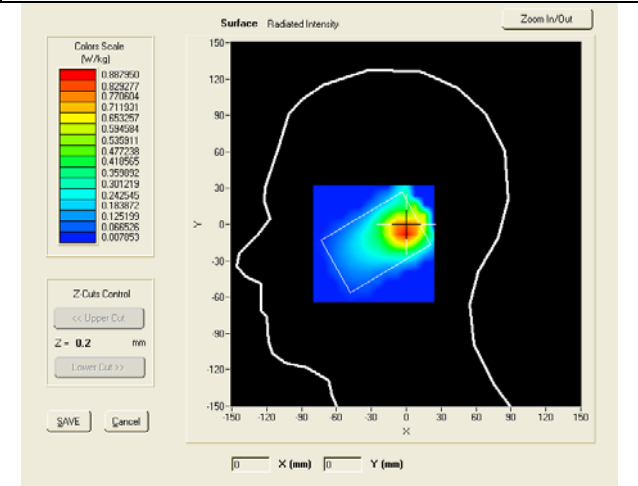 Surface Radiated Intensity
Zoom In/Out
Colors Scale
(W/kg)
0.887950
0.829277
0.770604
0.711931
0.653257
0.594584
0.535911
0.477238
0.418565
0.359892
0.301219
0.242545
0.183872
0.125199
0.066526
0.007853
150
120
90
60
30
0
-30
-60
-90
-120
-150
Y
-150 -120 -90 -60 -30 0 30 60 90 120 150
X
Z-Cuts Control
<< Upper Cut
Z = 0.2 mm
Lower Cut >>
SAVE Cancel
0 X (mm) 0 Y (mm)